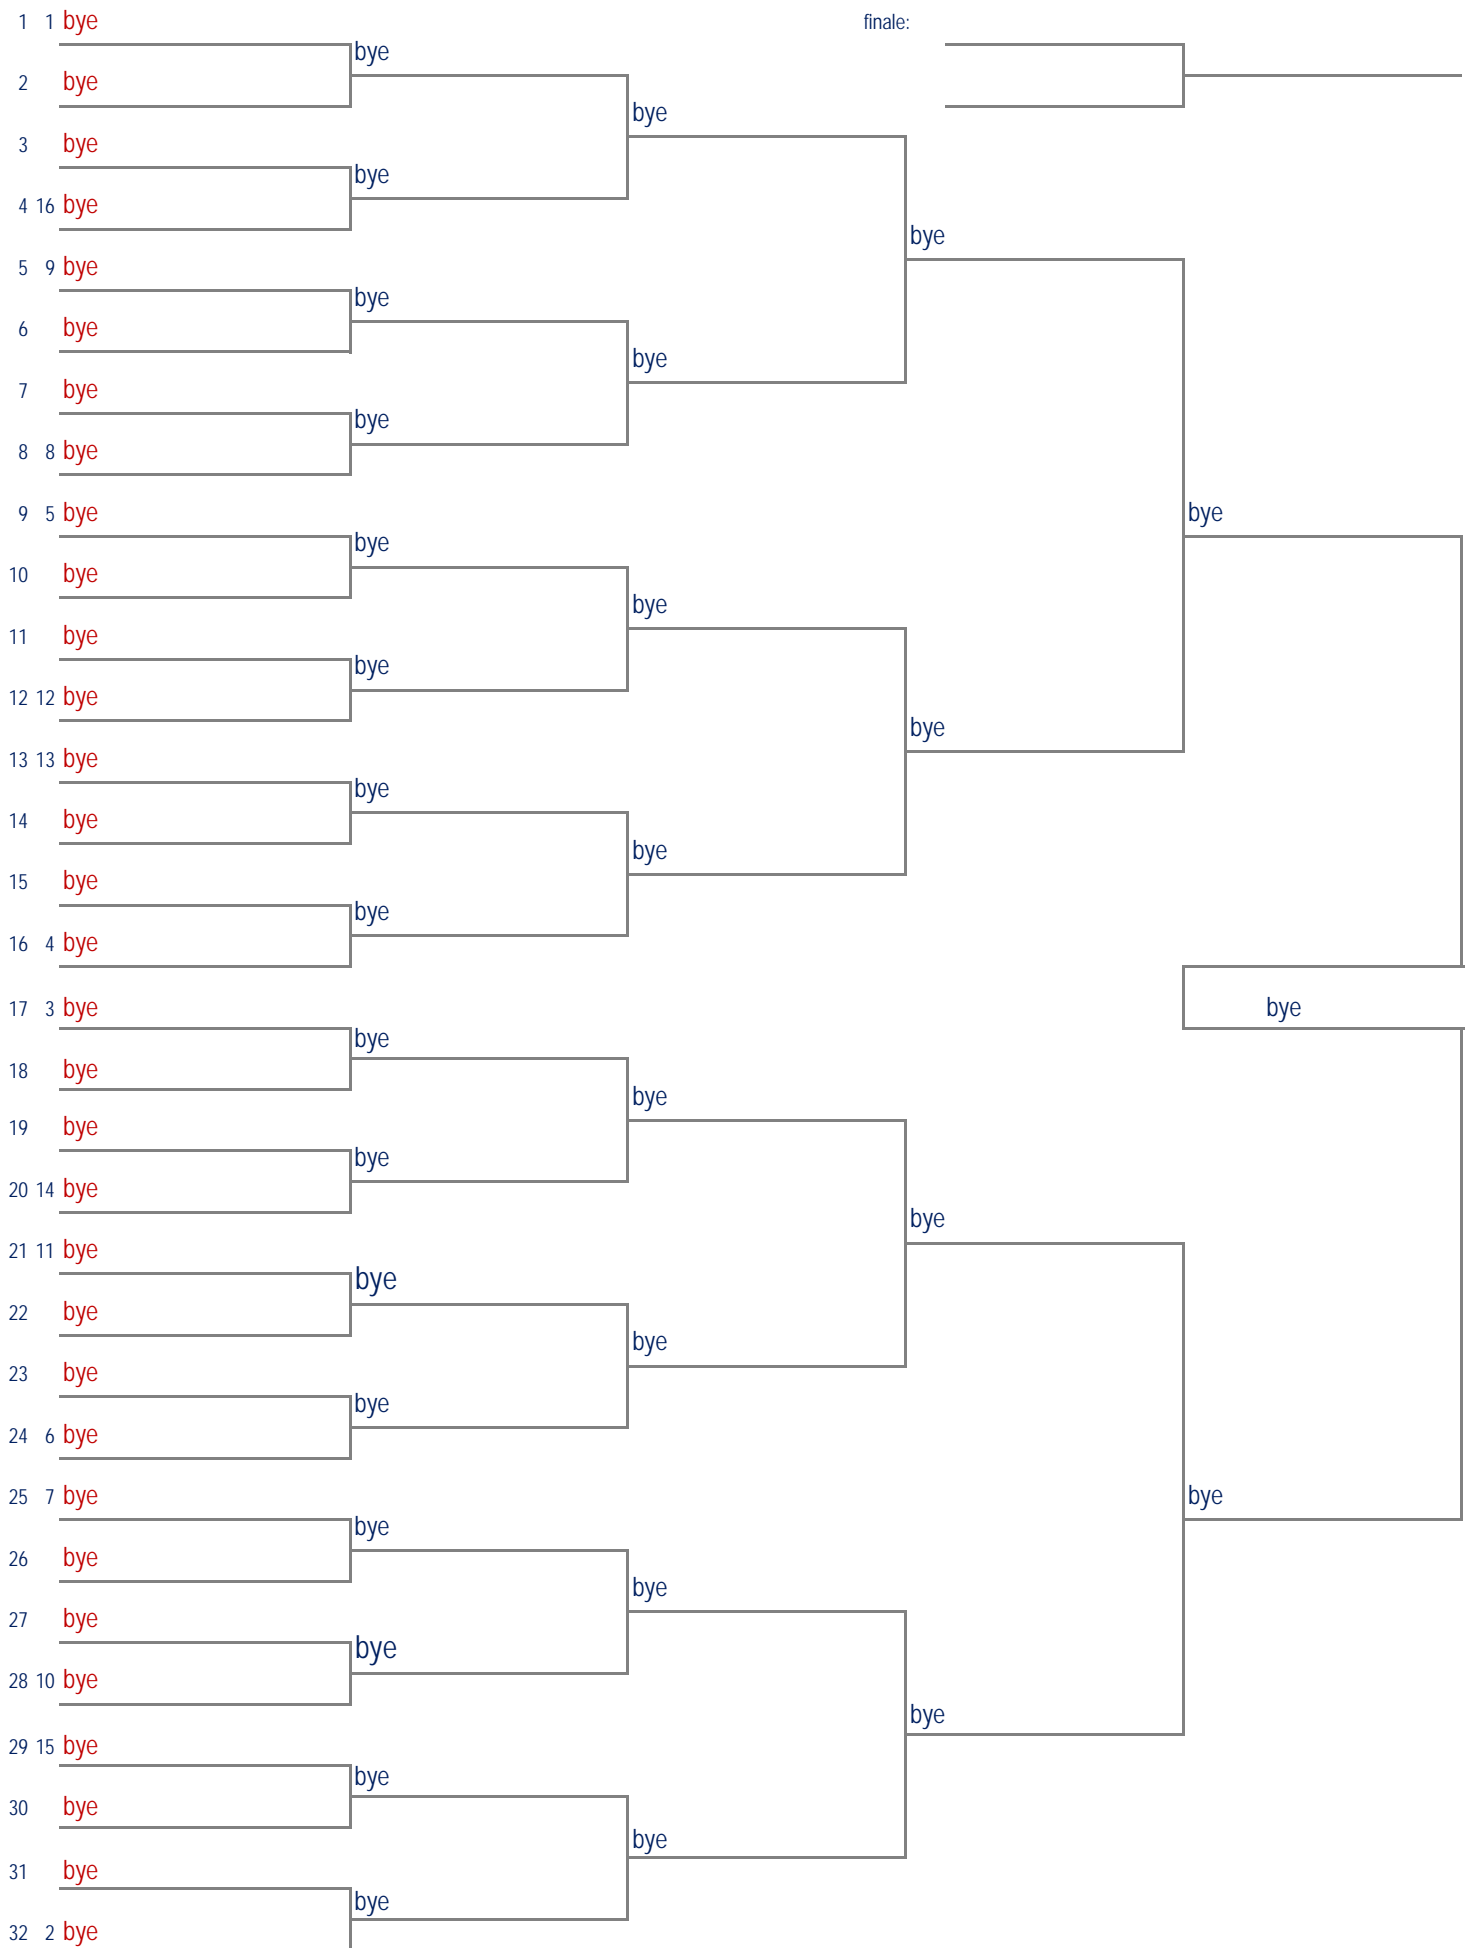 1 1 bye
finale:
bye
2 bye
bye
3 bye
bye
4 16 bye
bye
5 9 bye
bye
6 bye
bye
7 bye
bye
8 8 bye
9 5 bye
bye
bye
10 bye
bye
11 bye
bye
12 12 bye
bye
13 13 bye
bye
14 bye
bye
15 bye
bye
16 4 bye
17 3 bye
bye
bye
18 bye
bye
19 bye
bye
20 14 bye
bye
21 11 bye
bye
22 bye
bye
23 bye
bye
24 6 bye
25 7 bye
bye
bye
26 bye
bye
27 bye
bye
28 10 bye
bye
29 15 bye
bye
30 bye
bye
31 bye
bye
32 2 bye